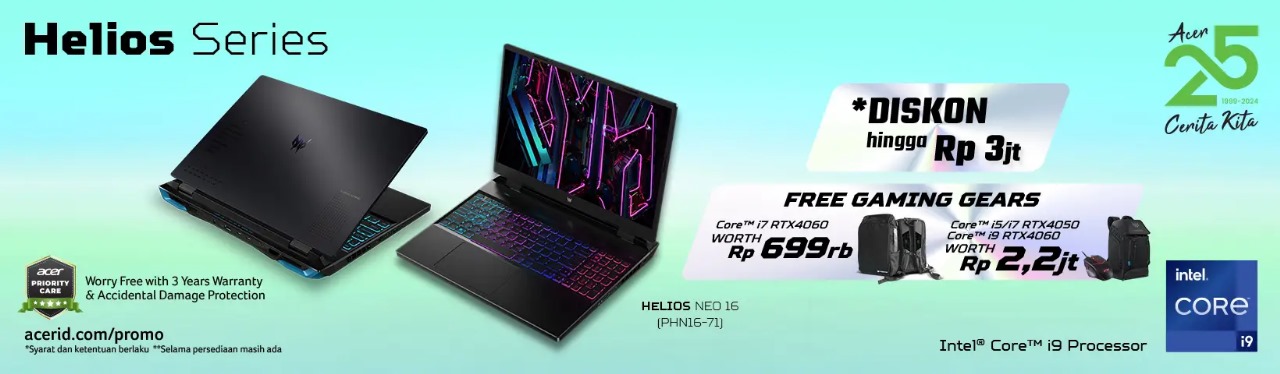 Helios Series
Acer
25
1999-2024
Cerita Kita
*DISKON
hingga Rp 3jt
FREE GAMING GEARS
Core™ i7 RTX4060
WORTH
Rp 699rb
Core™ i5/i7 RTX4050
Core™ i9 RTX4060
WORTH
Rp 2,2jt
HELIOS NEO 16
(PHN16-71)
acer
PRIORITY
CARE
Worry Free with 3 Years Warranty
& Accidental Damage Protection
acerid.com/promo
*Syarat dan ketentuan berlaku **Selama persediaan masih ada
Intel® Core™ i9 Processor
intel
CORE
i9